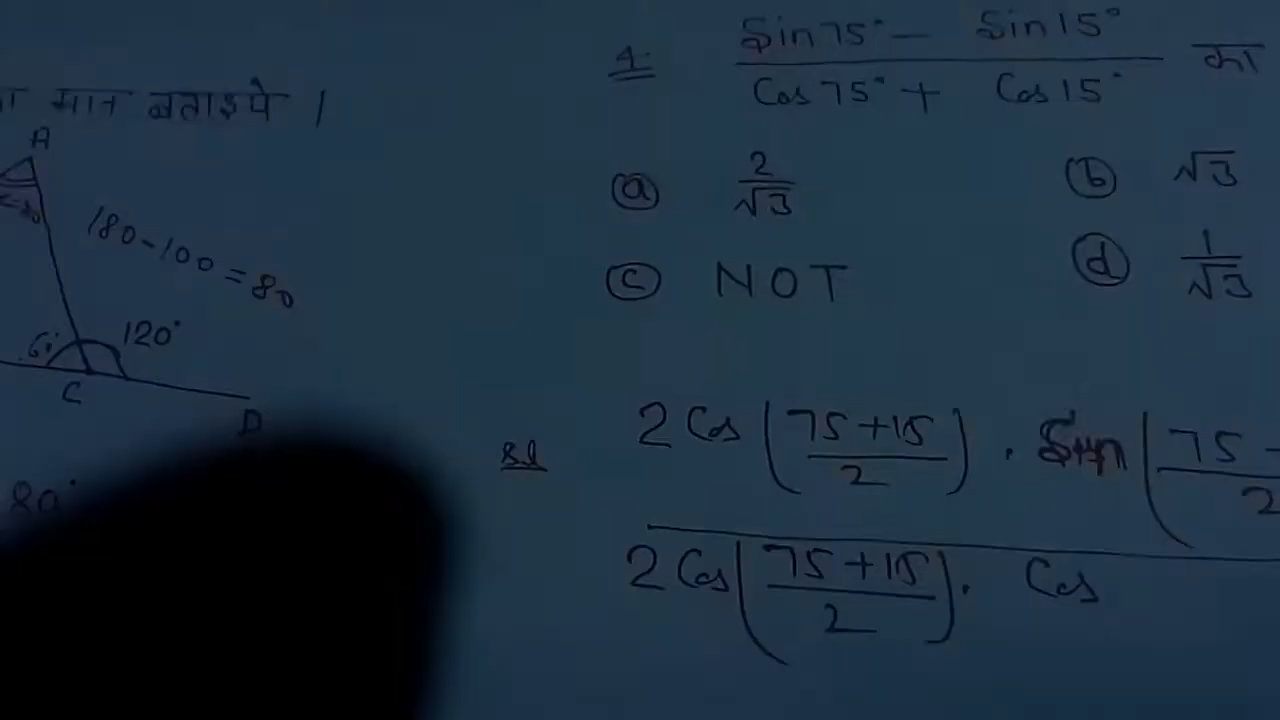 ा मान बताइये ।
A
180-100=80
60°
120°
C
D
80°
4. Sin75° - Sin15° / Cos75° + Cos15° का
(a) 2/√3
(b) √3
(c) NOT
(d) 1/√3
Sol
2 Cos (75+15/2) . Sin (75-
2
2 Cos (75+15/2) . Cos